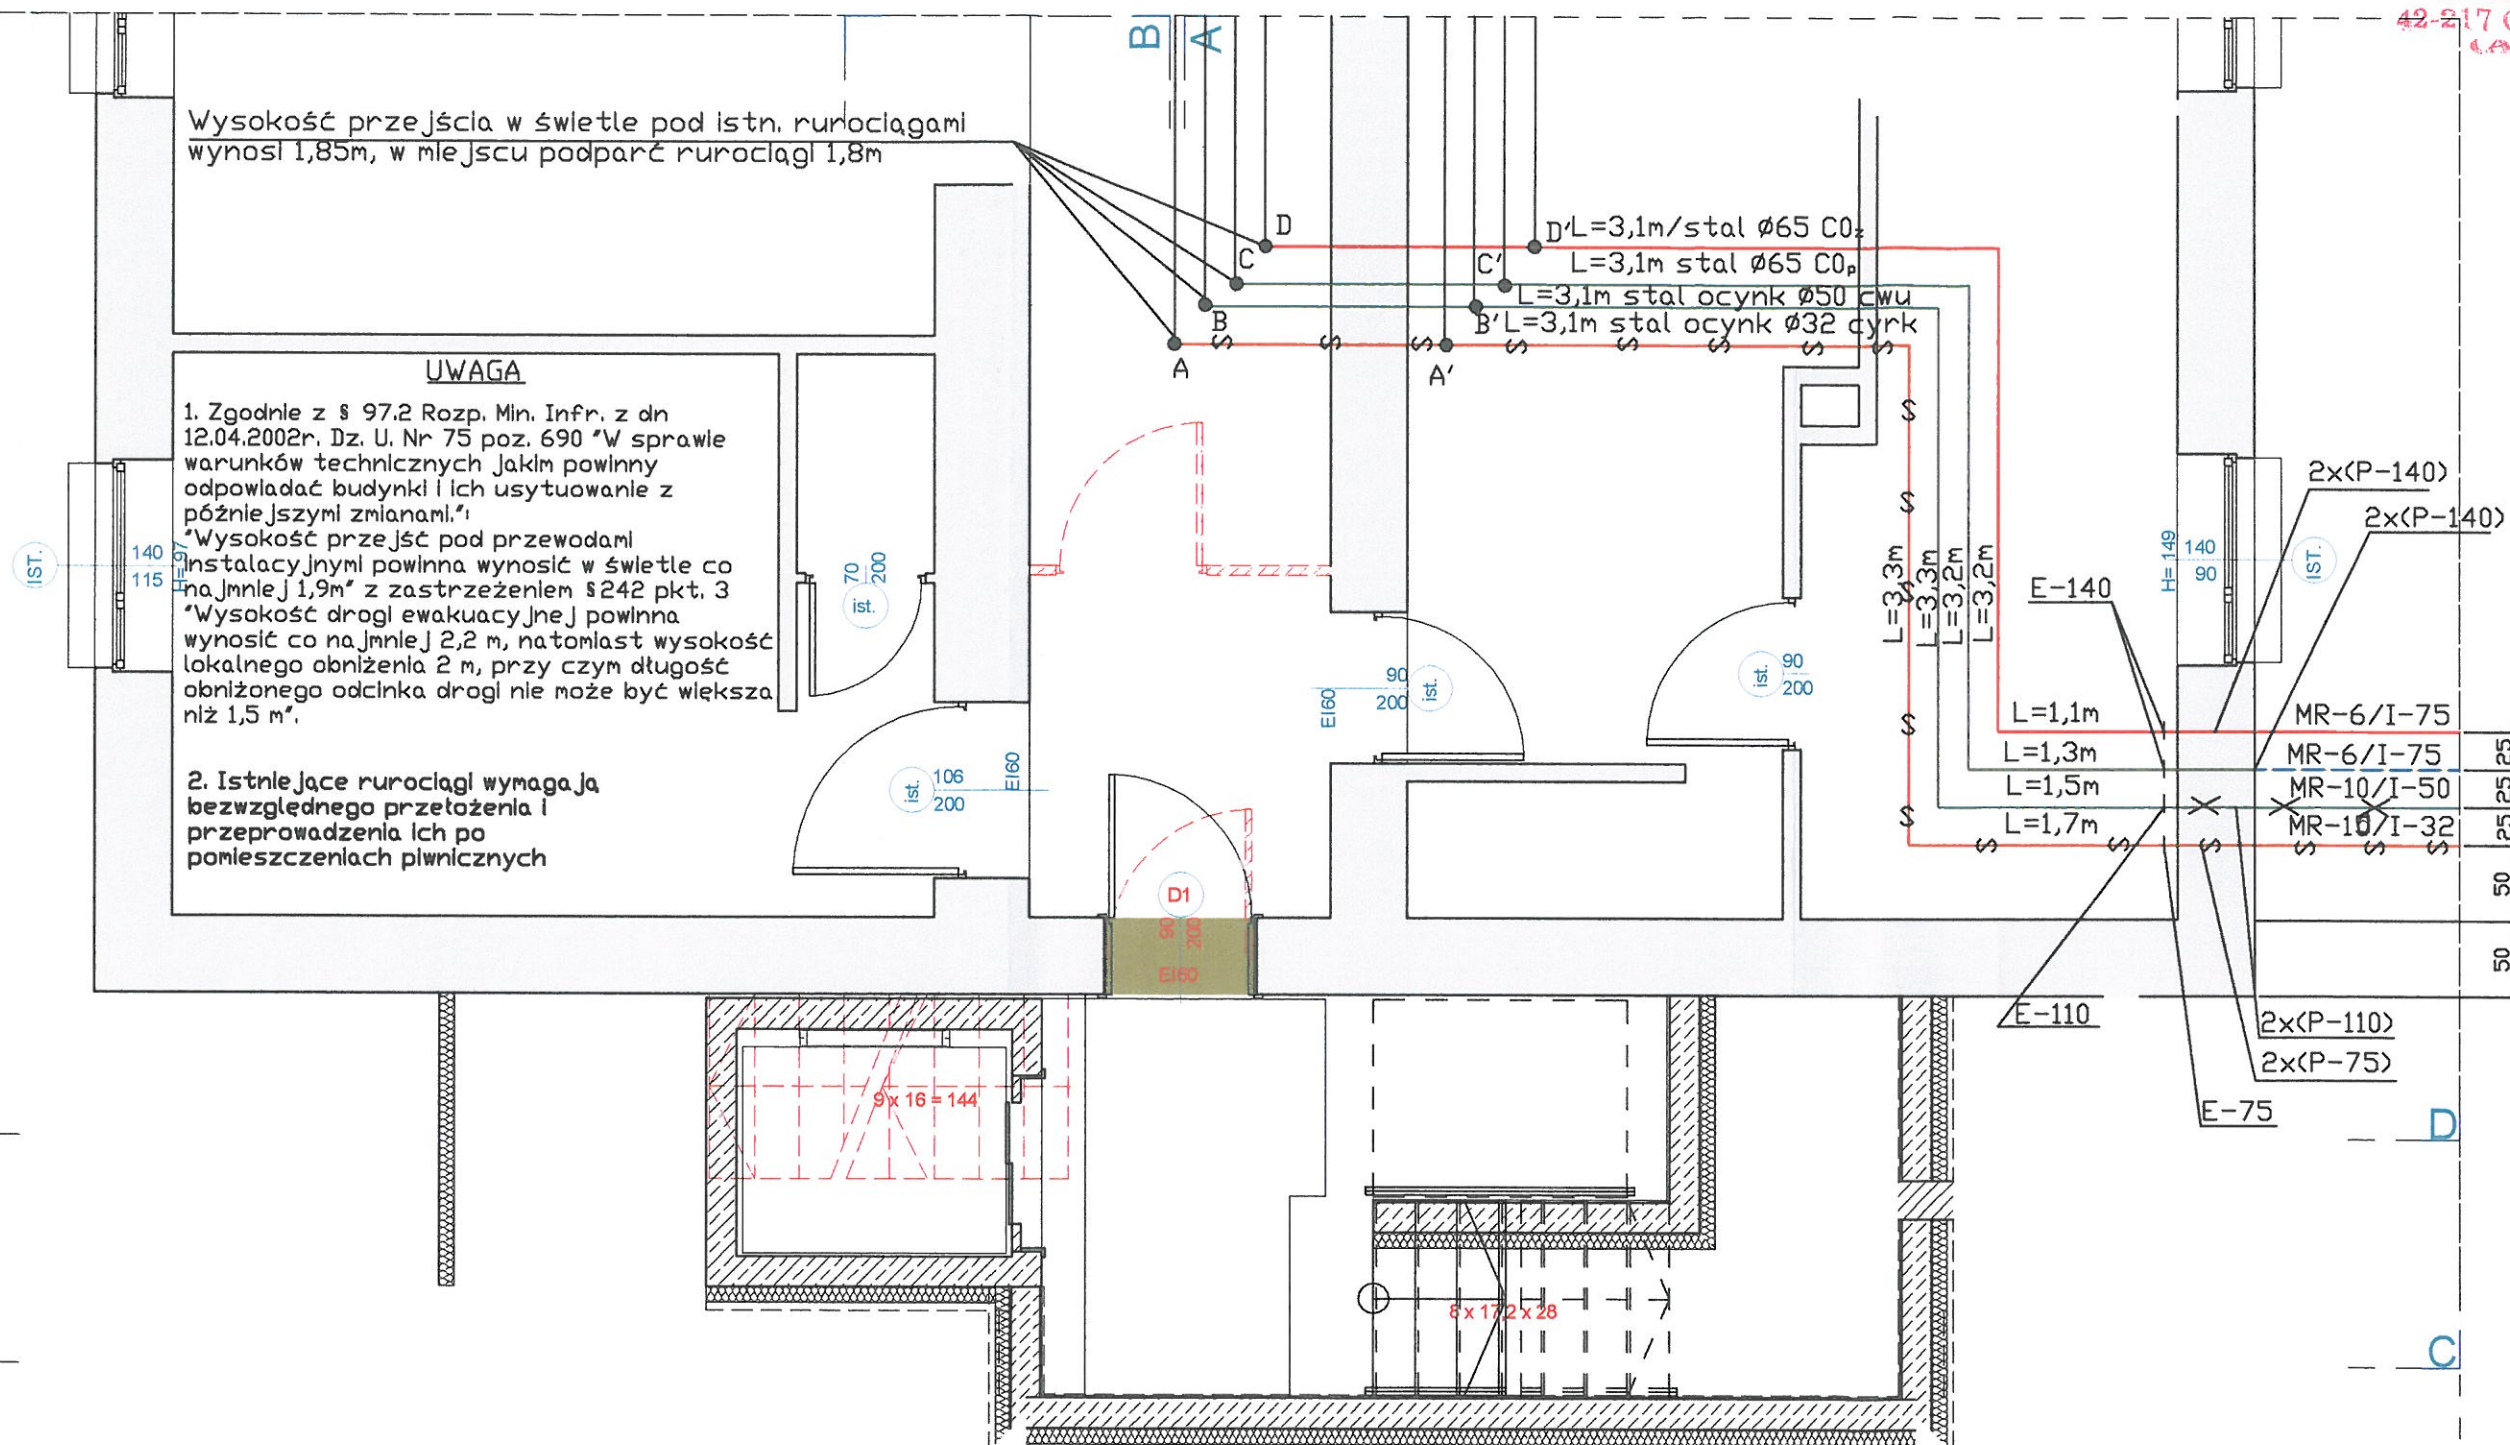 42-217
B
A
Wysokość przejścia w świetle pod istn. rurociągami
wynosi 1,85m, w miejscu podparć rurociągi 1,8m
D
D'
L=3,1m/stal ø65 COz
C
C'
L=3,1m stal ø65 COp
L=3,1m stal ocynk ø50 cwu
B
B'
L=3,1m stal ocynk ø32 cyrk
A
A'
S S S S S S S S
UWAGA
1. Zgodnie z § 97.2 Rozp. Min. Infr. z dn
12.04.2002r. Dz. U. Nr 75 poz. 690 "W sprawie
warunków technicznych jakim powinny
odpowiadać budynki i ich usytuowanie z
późniejszymi zmianami.":
"Wysokość przejść pod przewodami
instalacyjnymi powinna wynosić w świetle co
najmniej 1,9m" z zastrzeżeniem §242 pkt. 3
"Wysokość drogi ewakuacyjnej powinna
wynosić co najmniej 2,2 m, natomiast wysokość
lokalnego obniżenia 2 m, przy czym długość
obniżonego odcinka drogi nie może być większa
niż 1,5 m".
2. Istniejące rurociągi wymagają
bezwzględnego przełożenia i
przeprowadzenia ich po
pomieszczeniach piwnicznych
IST.
140
115
H= 97
70
200
ist.
ist.
106
200
EI60
EI60
90
200
ist.
ist.
90
200
D1
90
200
EI60
S S S S S
L=3,3m
L=3,3m
L=3,2m
L=3,2m
H= 149
140
90
IST.
2x(P-140)
2x(P-140)
E-140
L=1,1m
MR-6/I-75
L=1,3m
MR-6/I-75
L=1,5m
MR-10/I-50
L=1,7m
MR-10/I-32
S S S S S S
25
25
25
50
50
E-110
2x(P-110)
2x(P-75)
E-75
9 x 16 = 144
8 x 17,2 x 28
D
C